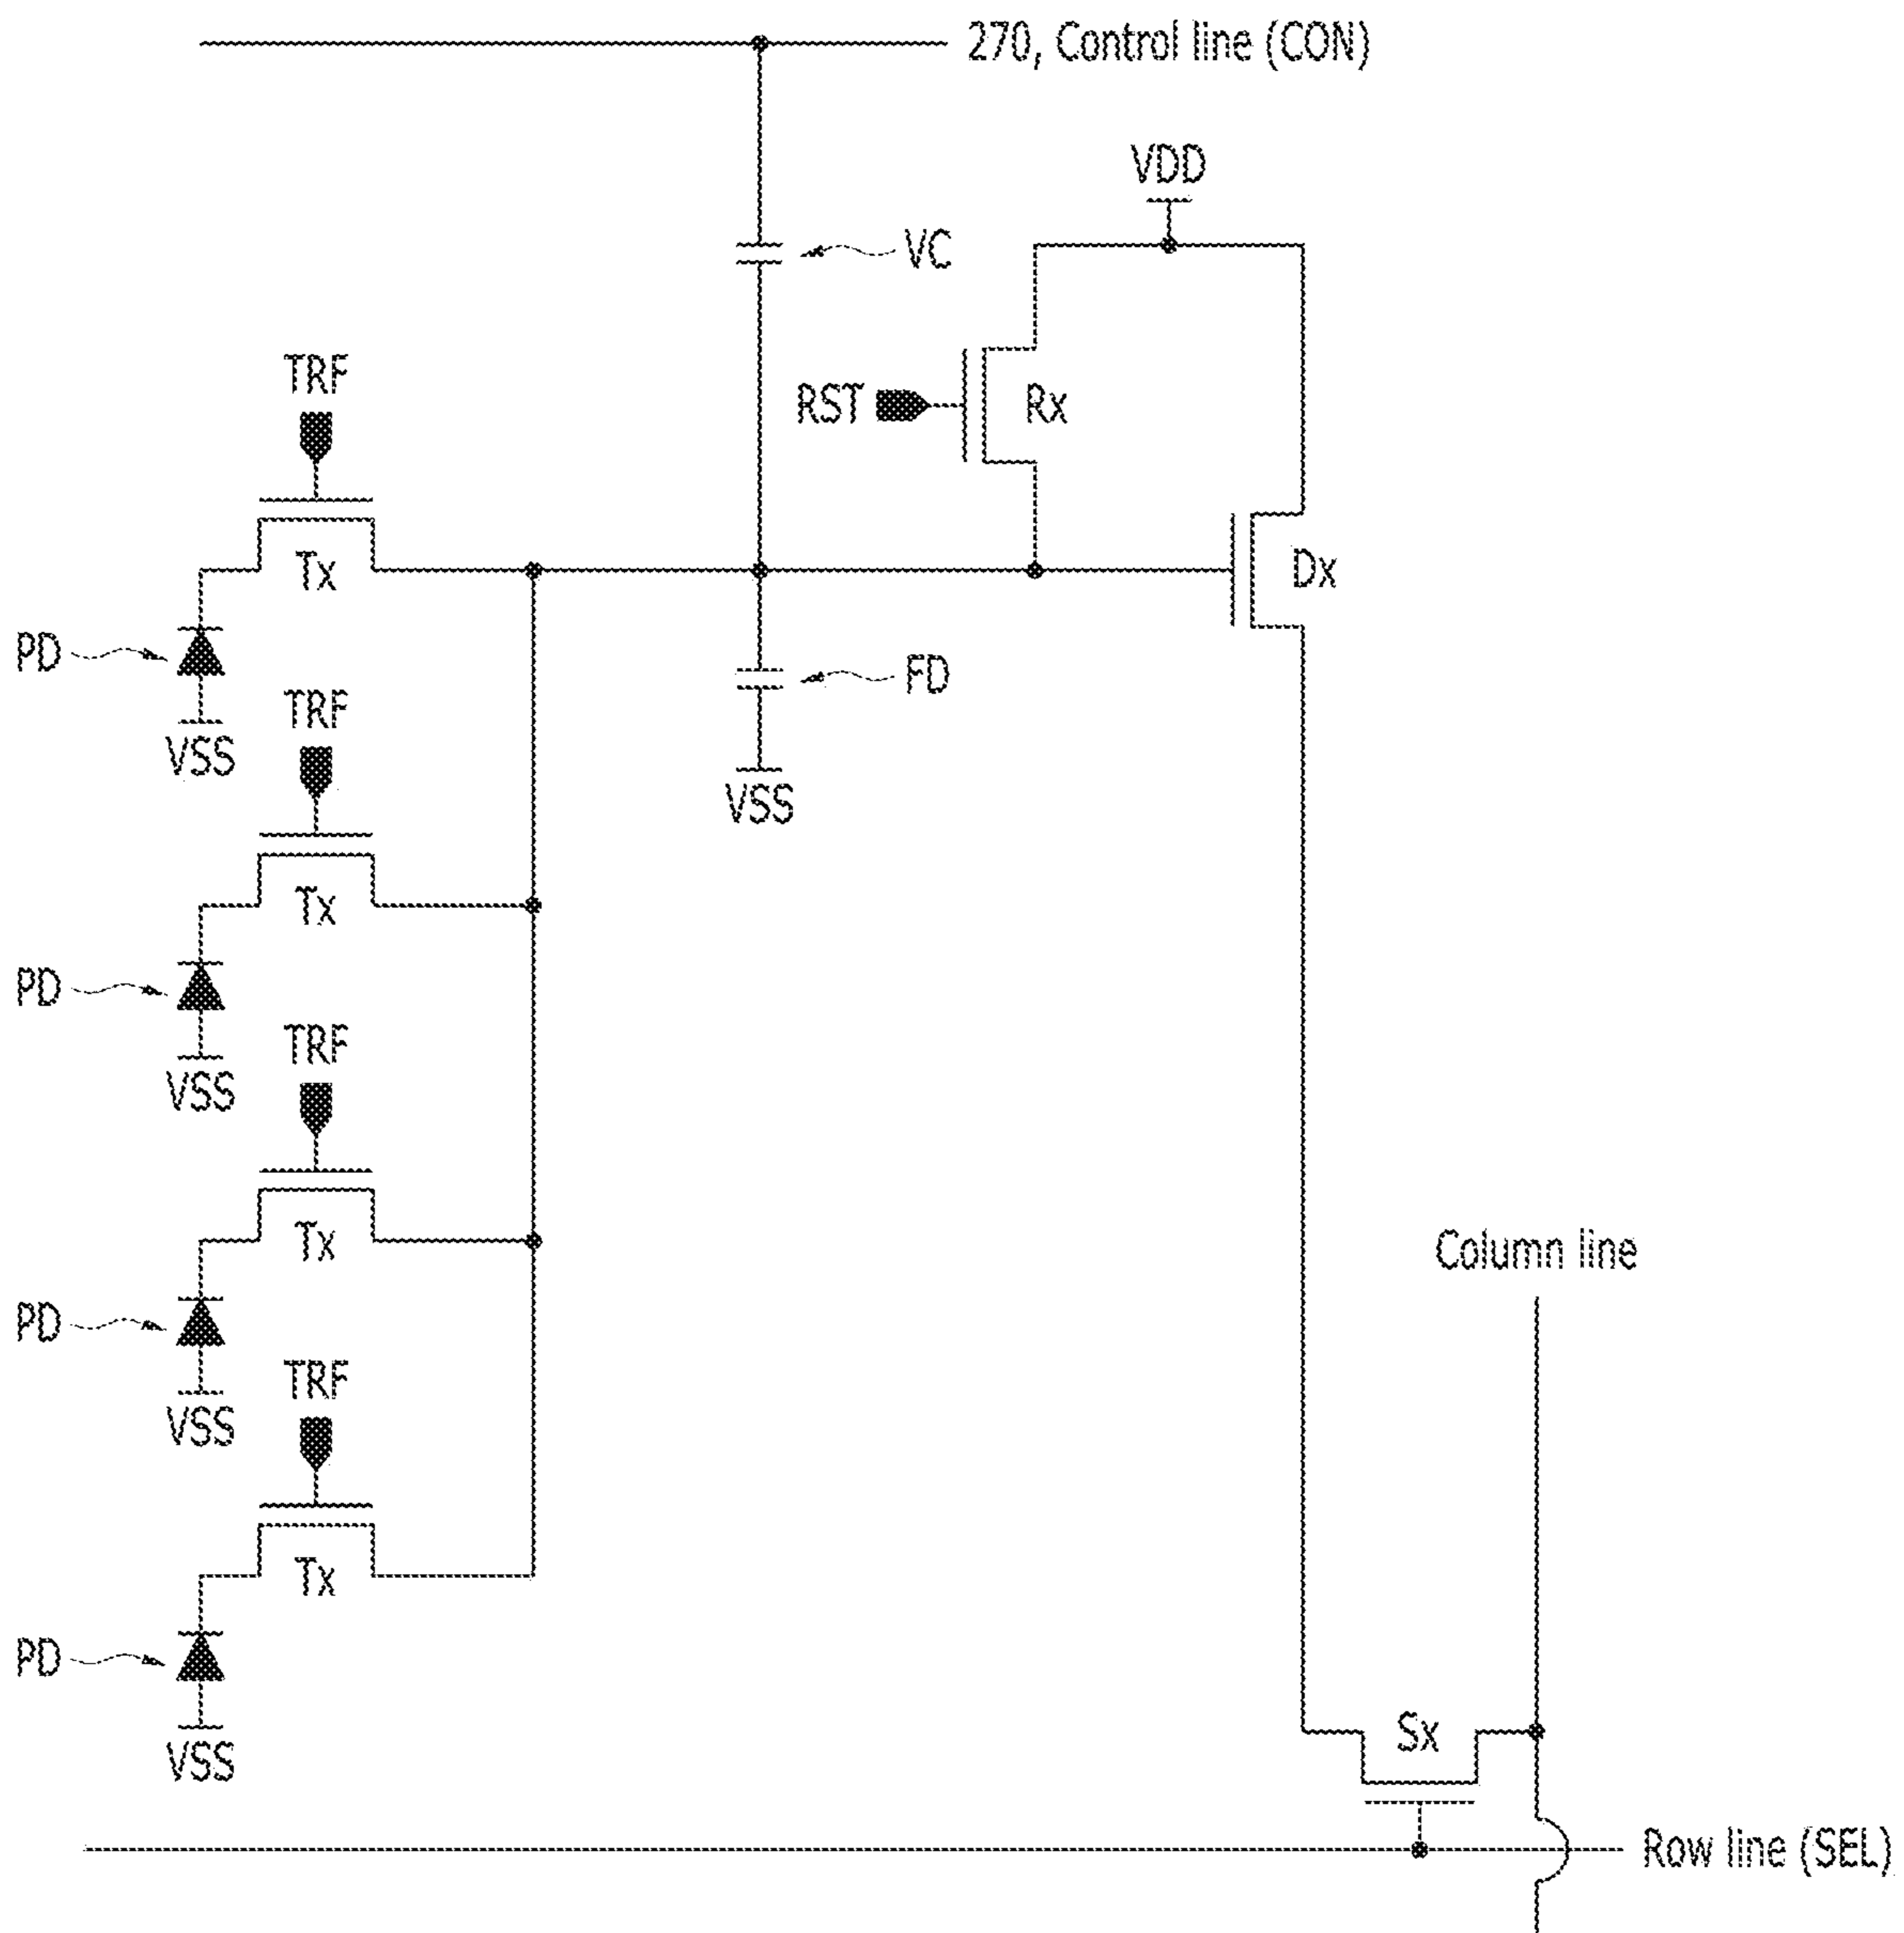 270, Control line (CON)
VDD
VC
TRF
RST
Rx
Tx
Dx
PD
FD
TRF
VSS
VSS
Tx
PD
TRF
VSS
Tx
Column line
PD
TRF
VSS
Tx
PD
Sx
VSS
Row line (SEL)